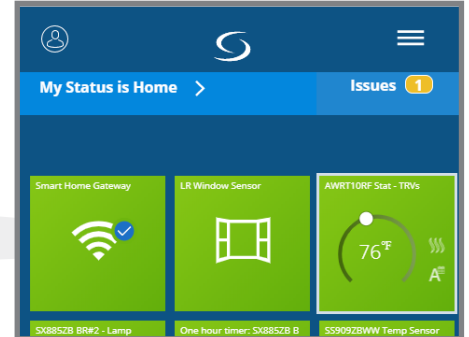 My Status is Home
Issues 1
Smart Home Gateway
LR Window Sensor
AWRT10RF Stat - TRVs
76°F
A
SX885ZB BR#2 - Lamp
One hour timer: SX885ZB B
SS909ZBWW Temp Sensor